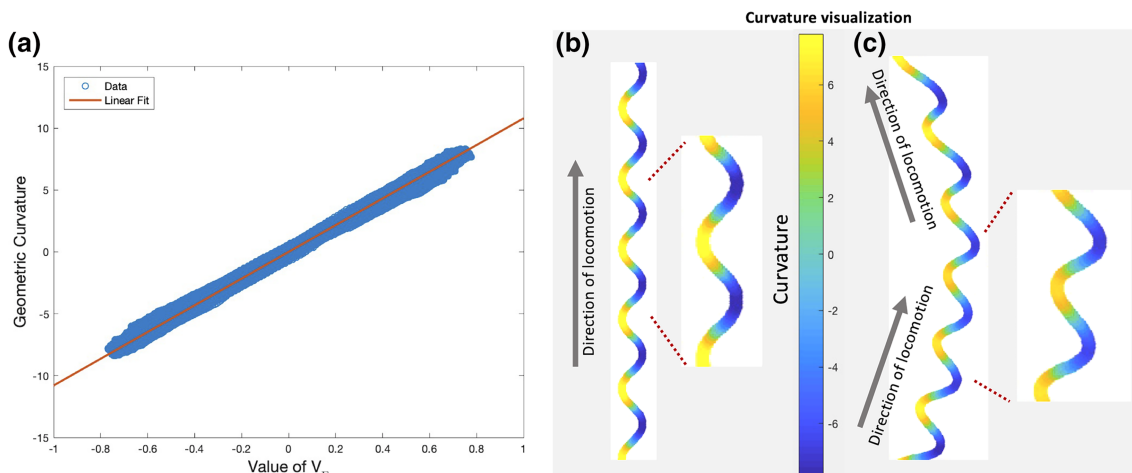 Curvature visualization
(a)
15
10
5
0
-5
-10
-15
Geometric Curvature
Data
Linear Fit
-1
-0.8
-0.6
-0.4
-0.2
0
0.2
0.4
0.6
0.8
1
Value of V
(b)
Direction of locomotion
Curvature
6
4
2
0
-2
-4
-6
(c)
Direction of locomotion
Direction of locomotion